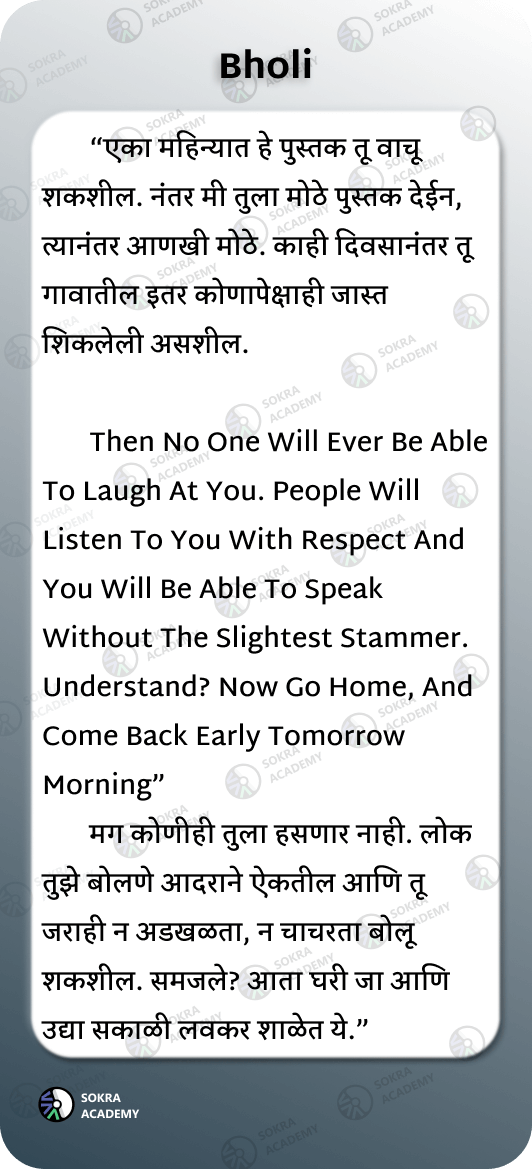 Bholi
“एका महिन्यात हे पुस्तक तू वाचू
शकशील. नंतर मी तुला मोठे पुस्तक देईन,
त्यानंतर आणखी मोठे. काही दिवसानंतर तू
गावातील इतर कोणापेक्षाही जास्त
शिकलेली असशील.
Then No One Will Ever Be Able
To Laugh At You. People Will
Listen To You With Respect And
You Will Be Able To Speak
Without The Slightest Stammer.
Understand? Now Go Home, And
Come Back Early Tomorrow
Morning”
मग कोणीही तुला हसणार नाही. लोक
तुझे बोलणे आदराने ऐकतील आणि तू
जराही न अडखळता, न चाचरता बोलू
शकशील. समजले? आता घरी जा आणि
उद्या सकाळी लवकर शाळेत ये.”
SOKRA
ACADEMY